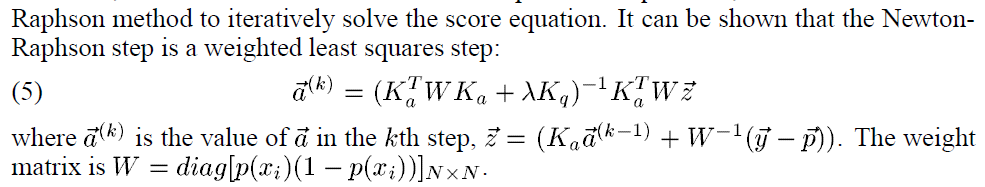 Raphson method to iteratively solve the score equation. It can be shown that the Newton-
Raphson step is a weighted least squares step:
(5) $\vec{a}^{(k)} = (K_a^T W K_a + \lambda K_q)^{-1} K_a^T W \vec{z}$
where $\vec{a}^{(k)}$ is the value of $\vec{a}$ in the $k$th step, $\vec{z} = (K_a \vec{a}^{(k-1)} + W^{-1}(\vec{y} - \vec{p}))$. The weight
matrix is $W = diag[p(x_i)(1 - p(x_i))]_{N \times N}$.